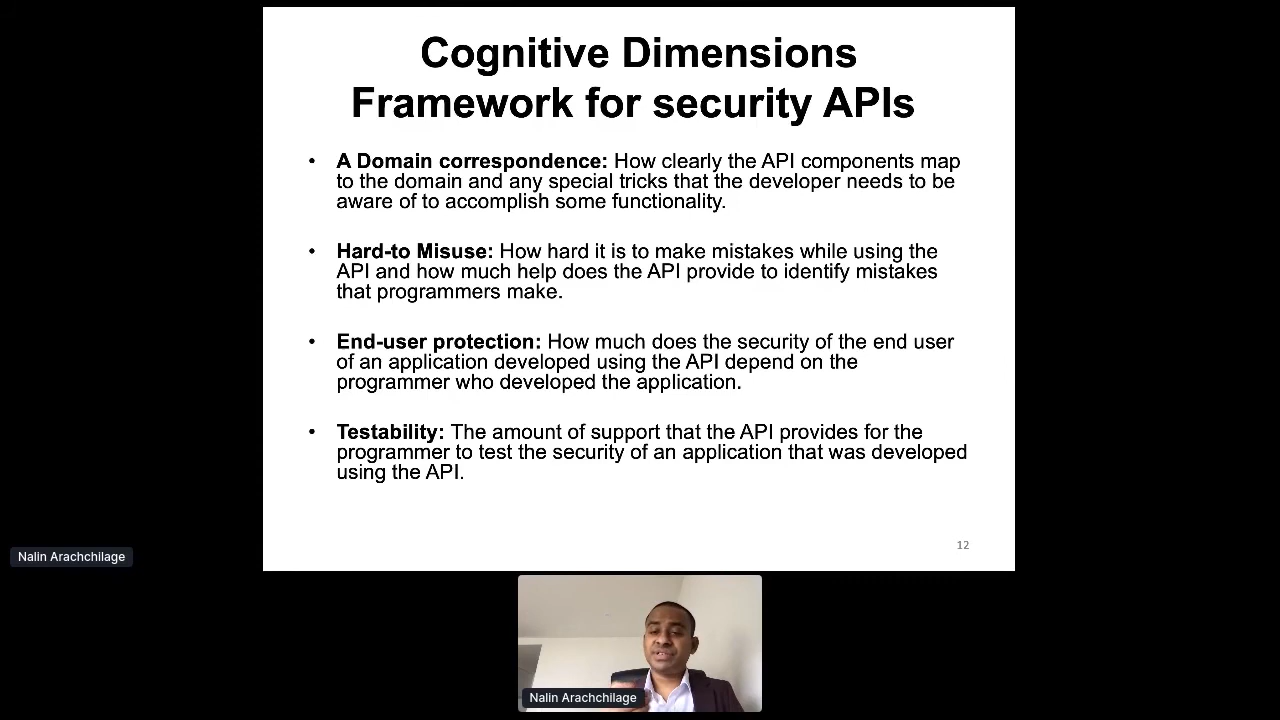 Cognitive Dimensions
Framework for security APIs
• A Domain correspondence: How clearly the API components map
to the domain and any special tricks that the developer needs to be
aware of to accomplish some functionality.
• Hard-to Misuse: How hard it is to make mistakes while using the
API and how much help does the API provide to identify mistakes
that programmers make.
• End-user protection: How much does the security of the end user
of an application developed using the API depend on the
programmer who developed the application.
• Testability: The amount of support that the API provides for the
programmer to test the security of an application that was developed
using the API.
12
Nalin Arachchilage
Nalin Arachchilage